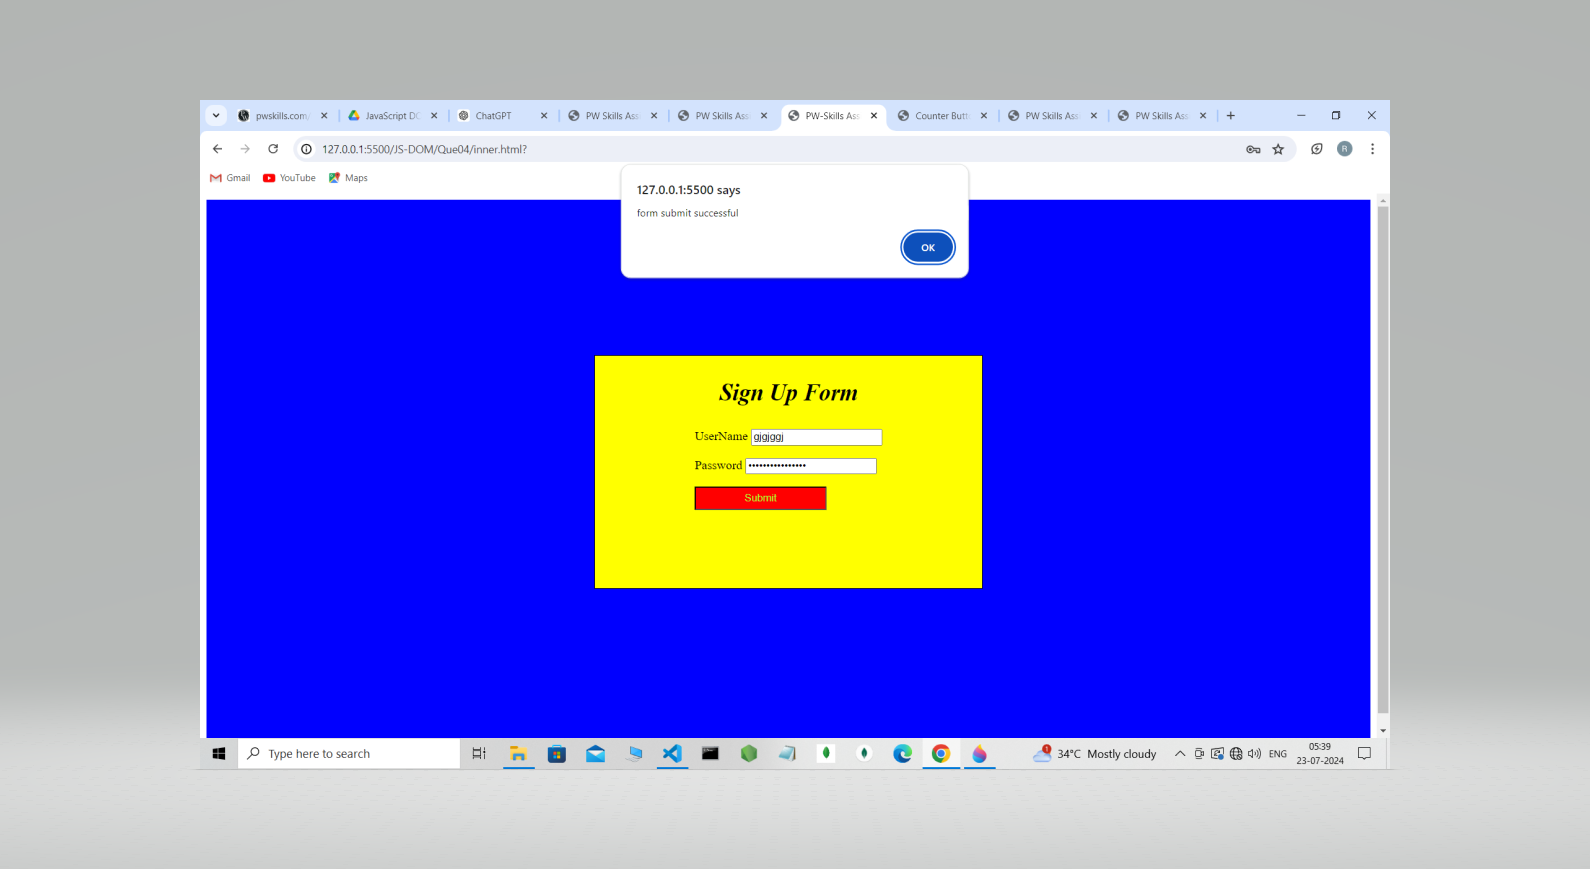 pwskills.com/
JavaScript DO
ChatGPT
PW Skills Ass
PW Skills Ass
PW-Skills Ass
Counter Butt
PW Skills Ass
PW Skills Ass
127.0.0.1:5500/JS-DOM/Que04/inner.html?
R
Gmail
YouTube
Maps
127.0.0.1:5500 says
form submit successful
OK
Sign Up Form
UserName gjgjggj
Password ••••••••••••••••
Submit
Type here to search
1
34°C Mostly cloudy
ENG
05:39
23-07-2024